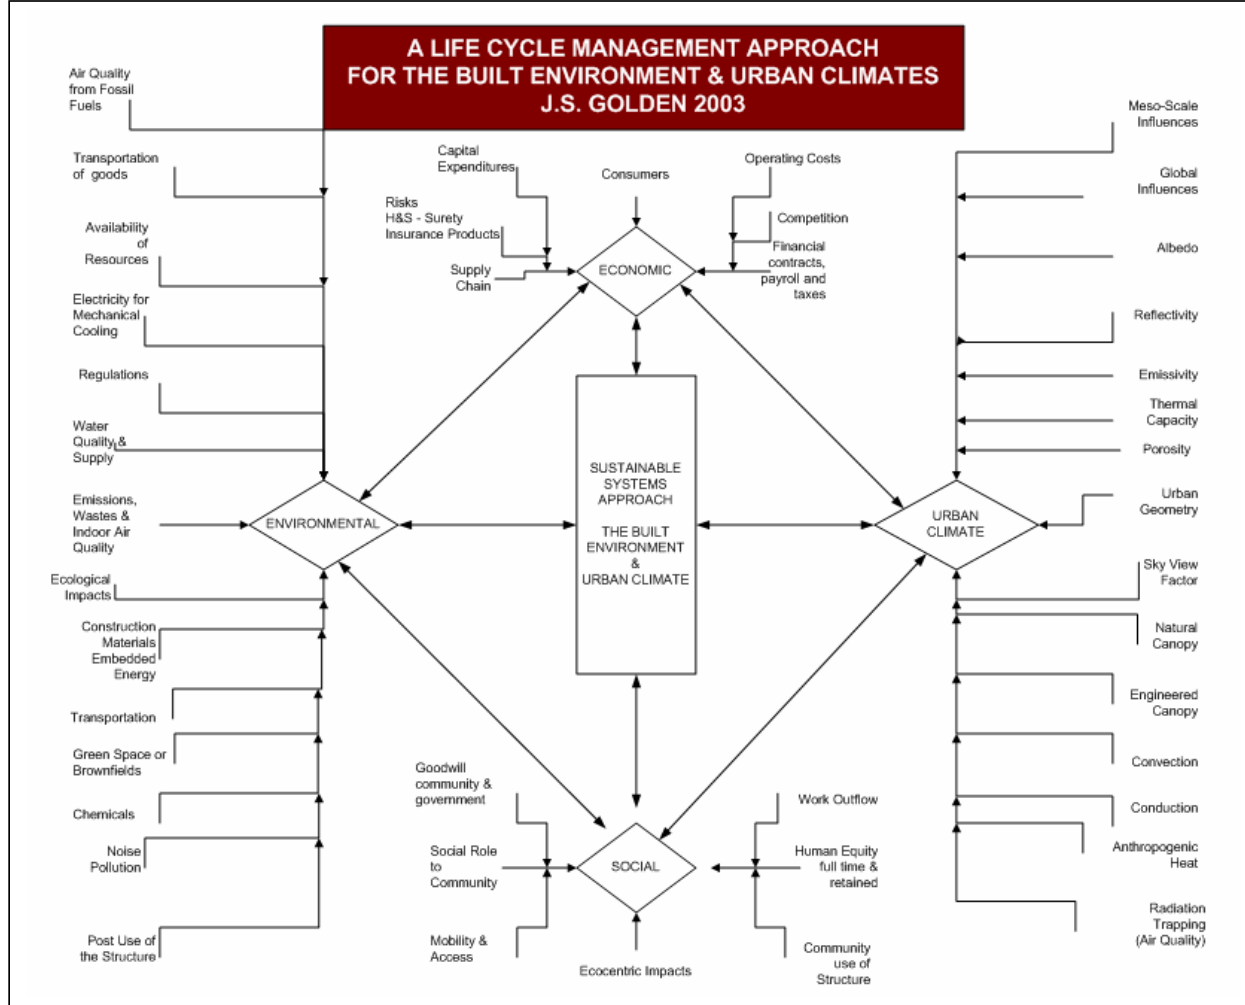 A LIFE CYCLE MANAGEMENT APPROACH
FOR THE BUILT ENVIRONMENT & URBAN CLIMATES
J.S. GOLDEN 2003
Air Quality
from Fossil
Fuels
Transportation
of goods
Availability
of
Resources
Electricity for
Mechanical
Cooling
Regulations
Water
Quality &
Supply
Emissions,
Wastes &
Indoor Air
Quality
ENVIRONMENTAL
Ecological
Impacts
Construction
Materials
Embedded
Energy
Transportation
Green Space or
Brownfields
Chemicals
Noise
Pollution
Post Use of
the Structure
Capital
Expenditures
Risks
H&S - Surety
Insurance Products
Supply
Chain
Consumers
ECONOMIC
Operating Costs
Competition
Financial
contracts,
payroll and
taxes
SUSTAINABLE
SYSTEMS
APPROACH
THE BUILT
ENVIRONMENT
&
URBAN CLIMATE
Goodwill
community &
government
Social Role
to
Community
Mobility &
Access
SOCIAL
Ecocentric Impacts
Work Outflow
Human Equity
full time &
retained
Community
use of
Structure
Meso-Scale
Influences
Global
Influences
Albedo
Reflectivity
Emissivity
Thermal
Capacity
Porosity
Urban
Geometry
URBAN
CLIMATE
Sky View
Factor
Natural
Canopy
Engineered
Canopy
Convection
Conduction
Anthropogenic
Heat
Radiation
Trapping
(Air Quality)